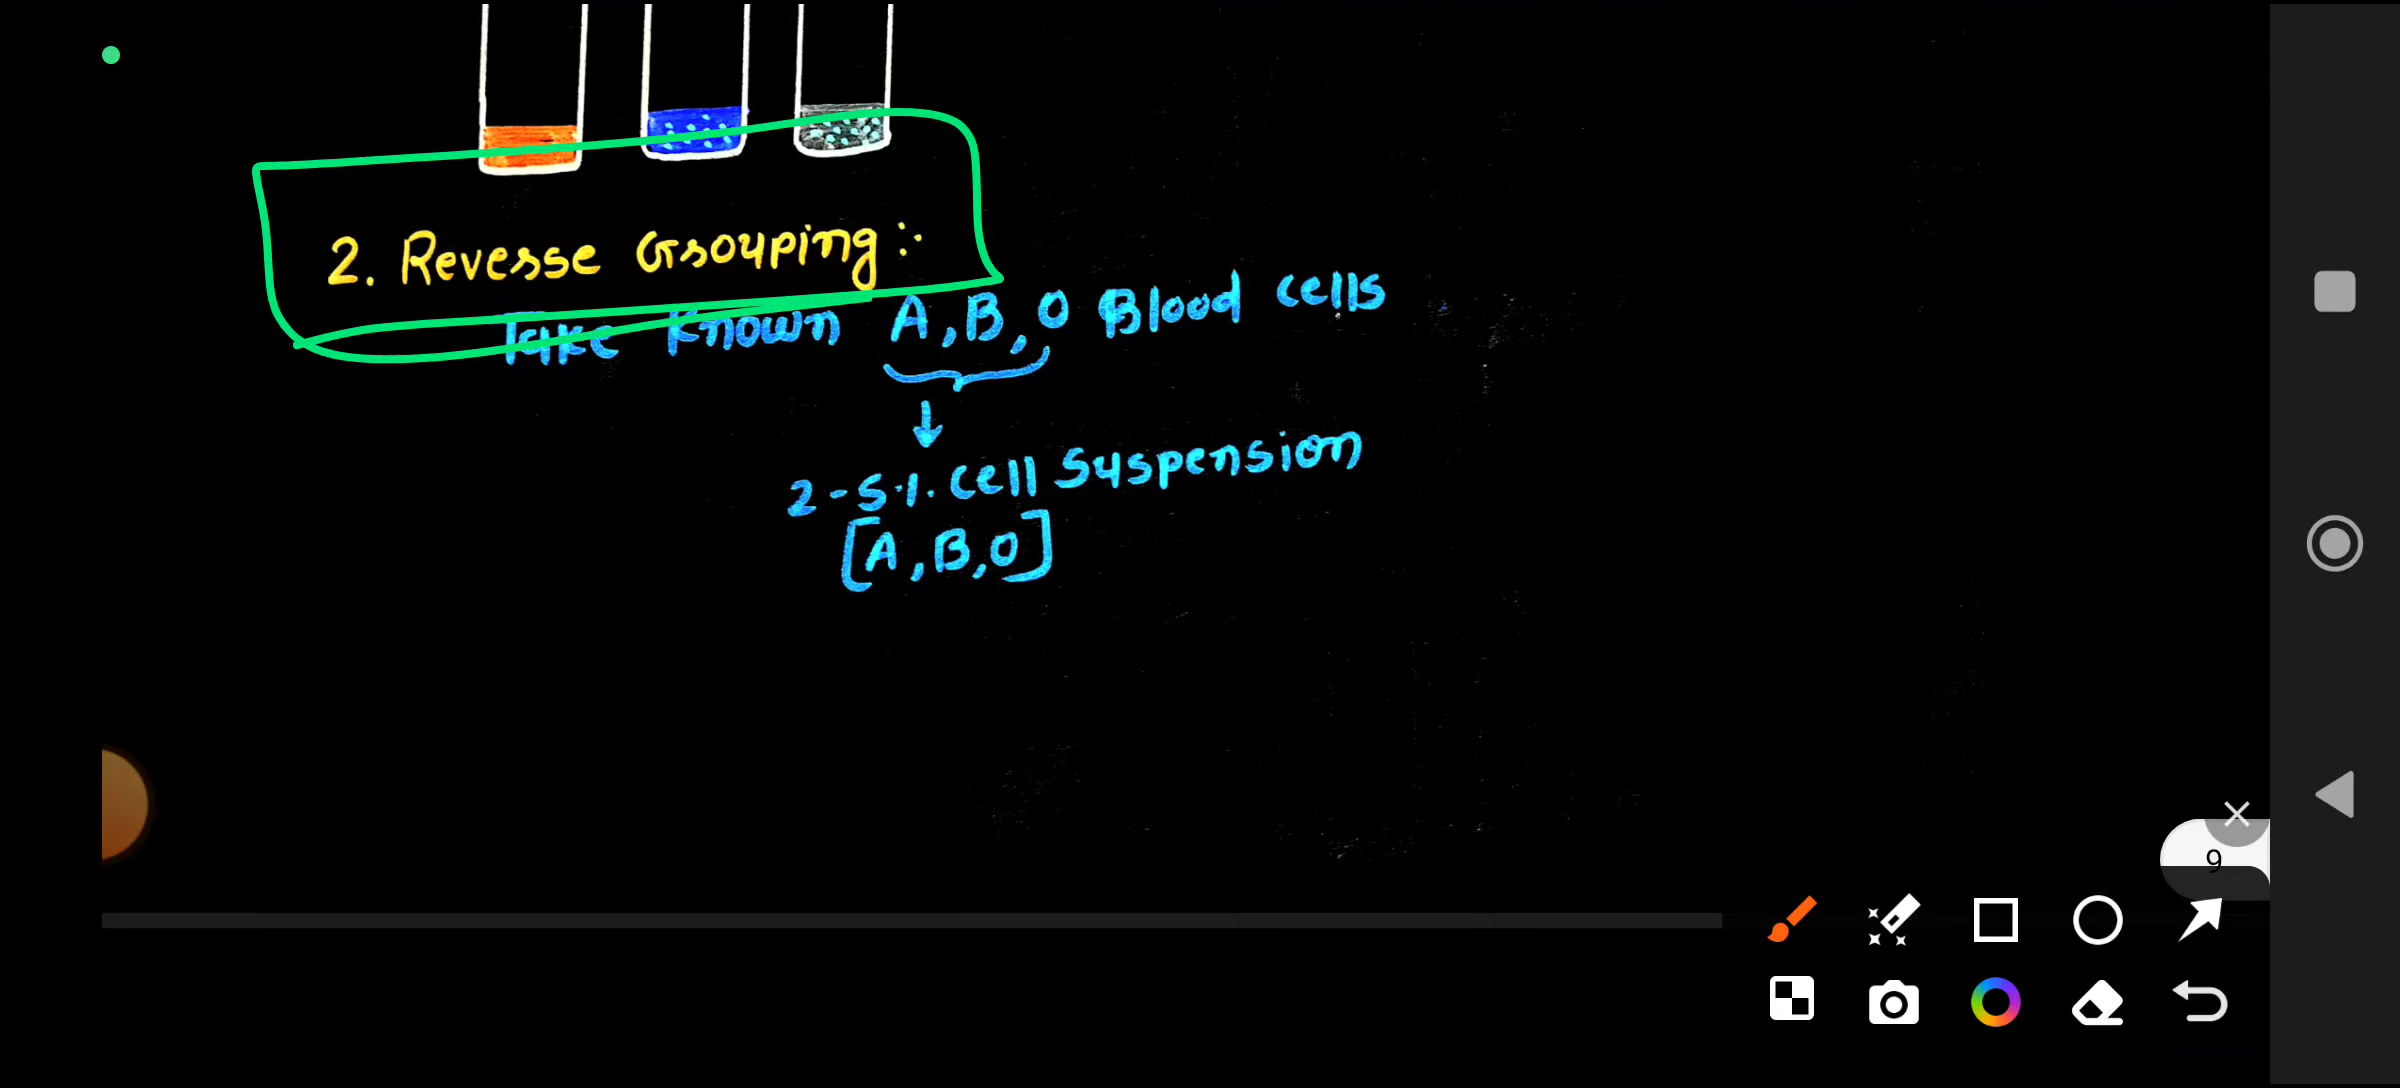 2. Reverse Grouping :-
Take Known A, B, O Blood cells
2-5%. cell Suspension
[A, B, O]
9